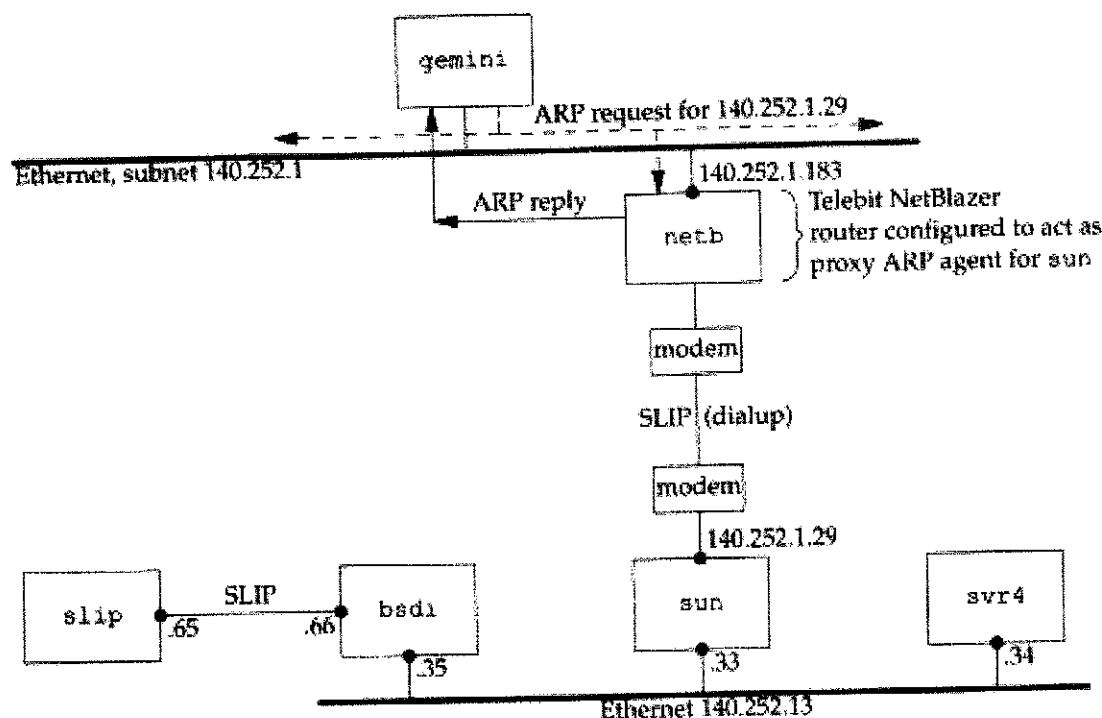 gemini
ARP request for 140.252.1.29
Ethernet, subnet 140.252.1
140.252.1.183
ARP reply
netb
Telebit NetBlazer
router configured to act as
proxy ARP agent for sun
modem
SLIP (dialup)
modem
140.252.1.29
slip
SLIP
bsdi
sun
svr4
.65
.66
.35
.33
.34
Ethernet 140.252.13